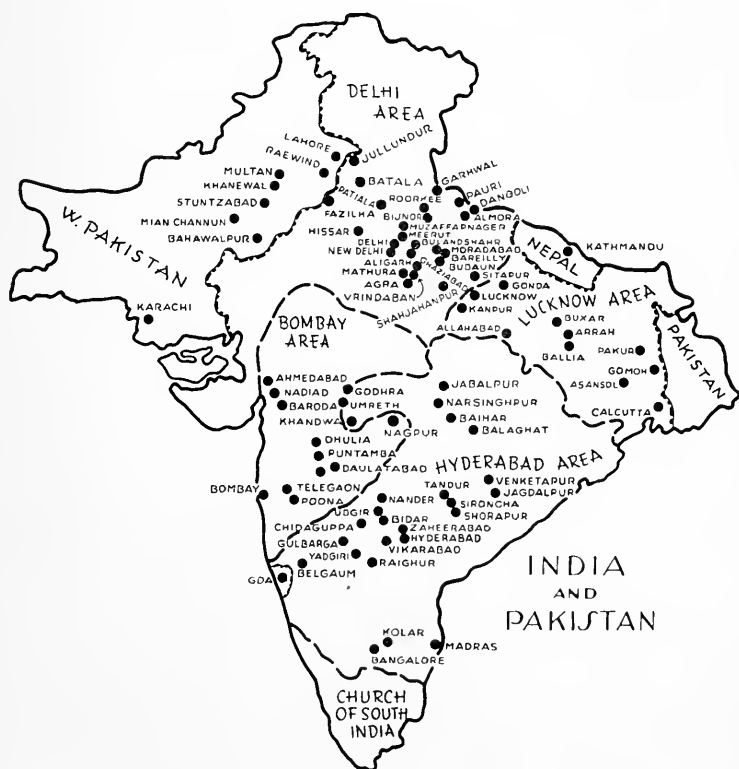 DELHI
AREA
LAHORE
JULLUNDUR
RAEWIND
MULTAN
BATALA
GARHWAL
KHANEWAL
PATIALA
ROORKEE
PAURI
STUNTZABAD
FAZILHA
BIJNOR
DANGOLI
MIAN CHANNUN
HISSAR
MUZAFFAPNAGER
ALMORA
BAHAWALPUR
MEERUT
W. PAKISTAN
DELHI
BULANDSHAHR
NEW DELHI
MORADABAD
NEPAL
KATHMANDU
ALIGARH
BAREILLY
GHAZIABAD
BUDAUN
MATHURA
SITAPUR
AGRA
GONDA
VRINDABAN
SHAHJAHANPUR
LUCKNOW
LUCKNOW AREA
KARACHI
KANPUR
BOMBAY
AREA
ALLAHABAD
BUXAR
ARRAH
BALLIA
PAKUR
PAKISTAN
GOMOH
ASANSOL
CALCUTTA
AHMEDABAD
GODHRA
JABALPUR
NADIAD
UMRETH
NARSINGHPUR
BARODA
KHANDWA
NAGPUR
BAIHAR
BALAGHAT
DHULIA
PUNTAMBA
DAULATABAD
HYDERABAD AREA
VENKETAPUR
TANDUR
JAGDALPUR
BOMBAY
TELEGAON
POONA
NANDER
SIRONCHA
UDGIR
SHORAPUR
CHIDAGUPPA
BIDAR
ZAHEERABAD
GULBARGA
HYDERABAD
YADGIRI
VIKARABAD
RAIGHUR
GOA
BELGAUM
INDIA
AND
PAKISTAN
KOLAR
MADRAS
BANGALORE
CHURCH
OF SOUTH
INDIA